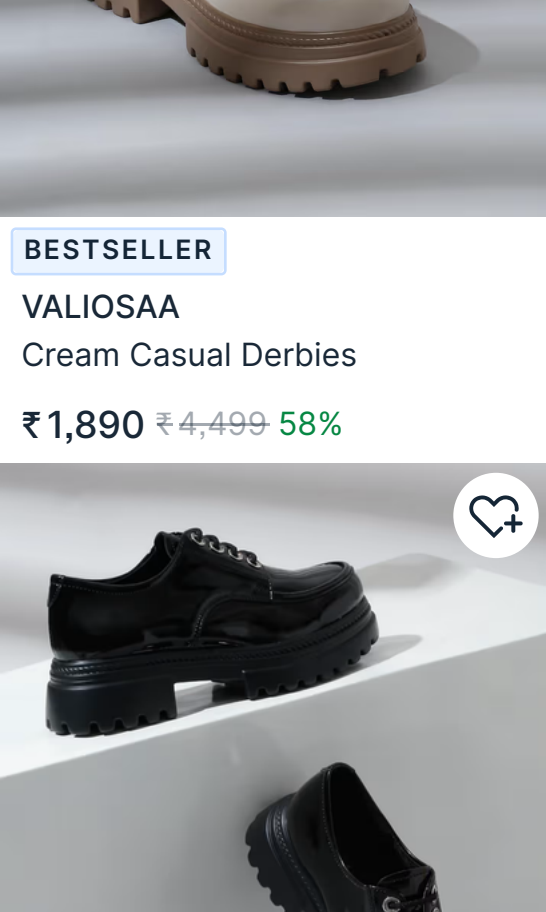 BESTSELLER
VALIOSAA
Cream Casual Derbies
₹1,890 ₹4,499 58%